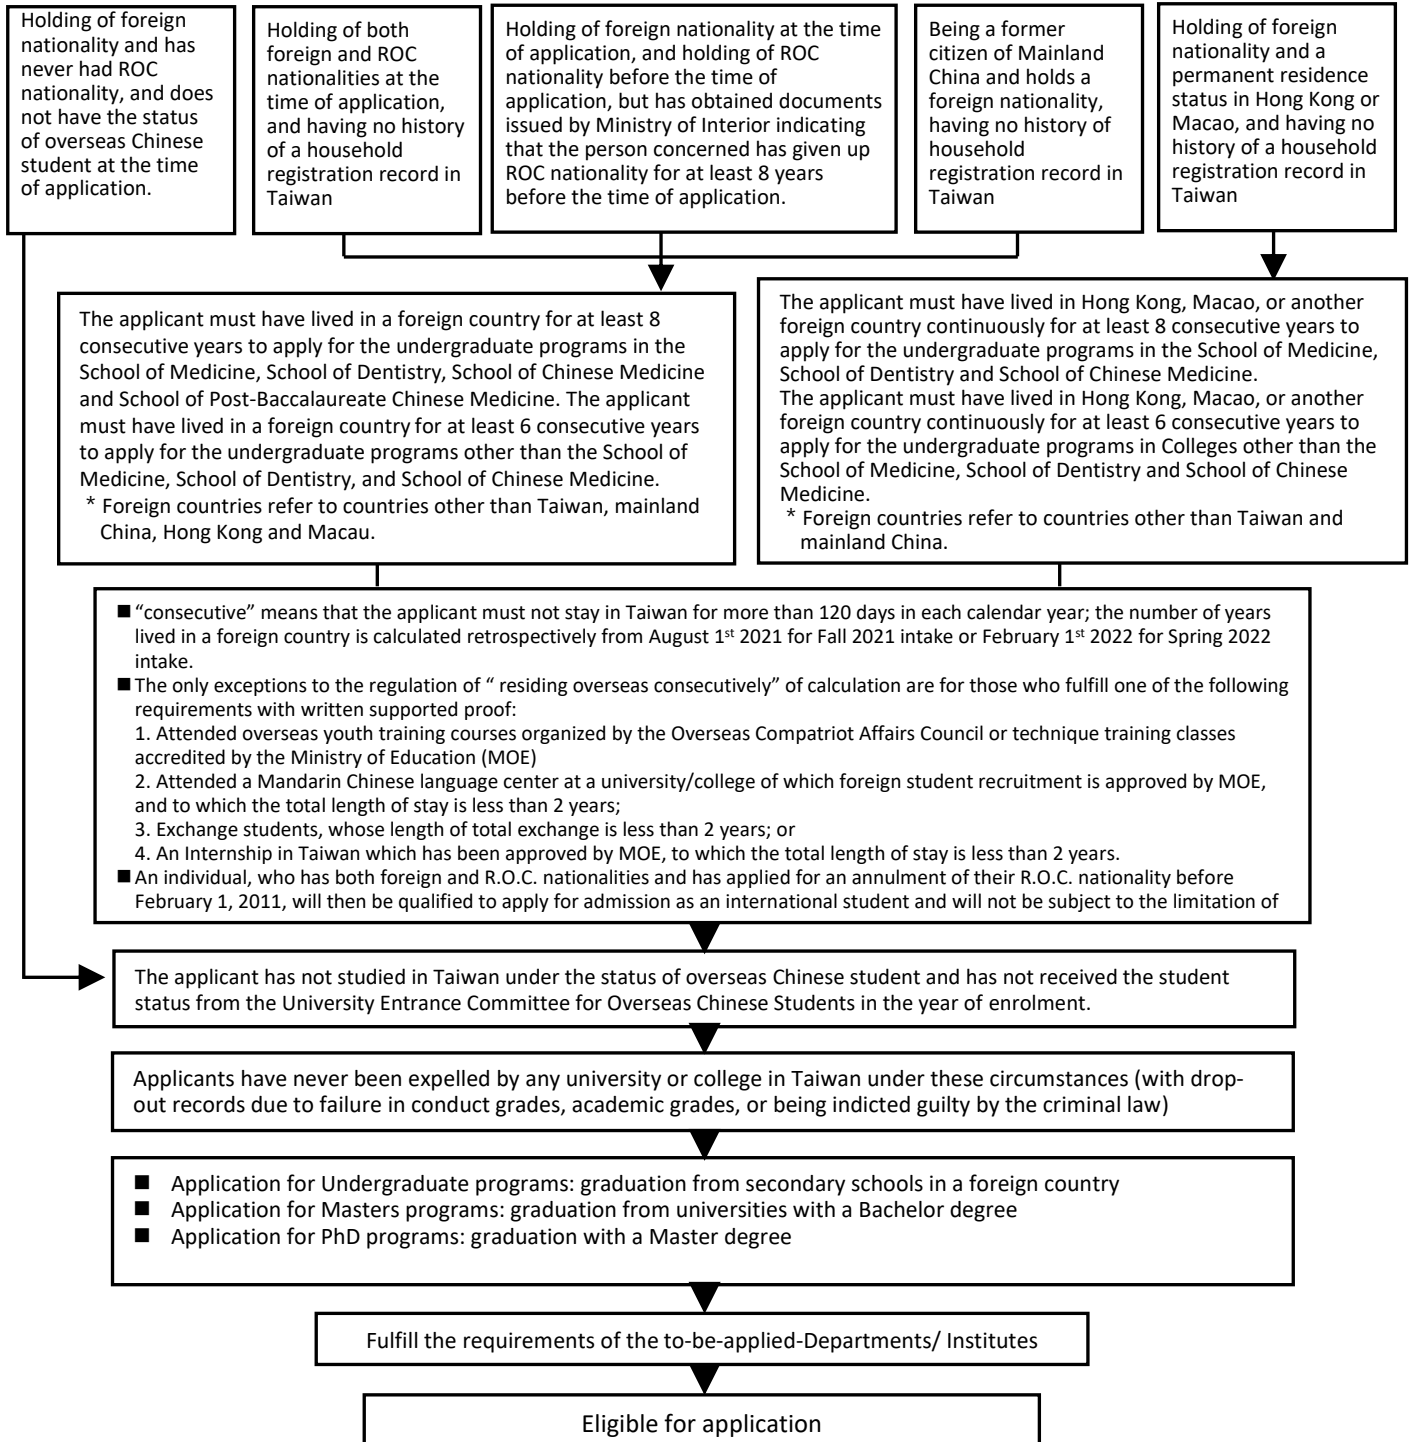 Holding of foreign
nationality and has
never had ROC
nationality, and does
not have the status
of overseas Chinese
student at the time
of application.
Holding of both
foreign and ROC
nationalities at the
time of application,
and having no history
of a household
registration record in
Taiwan
Holding of foreign nationality at the time
of application, and holding of ROC
nationality before the time of
application, but has obtained documents
issued by Ministry of Interior indicating
that the person concerned has given up
ROC nationality for at least 8 years
before the time of application.
Being a former
citizen of Mainland
China and holds a
foreign nationality,
having no history of
household
registration record in
Taiwan
Holding of foreign
nationality and a
permanent residence
status in Hong Kong or
Macao, and having no
history of a household
registration record in
Taiwan
The applicant must have lived in a foreign country for at least 8
consecutive years to apply for the undergraduate programs in the
School of Medicine, School of Dentistry, School of Chinese Medicine
and School of Post-Baccalaureate Chinese Medicine. The applicant
must have lived in a foreign country for at least 6 consecutive years
to apply for the undergraduate programs other than the School of
Medicine, School of Dentistry, and School of Chinese Medicine.
* Foreign countries refer to countries other than Taiwan, mainland
China, Hong Kong and Macau.
The applicant must have lived in Hong Kong, Macao, or another
foreign country continuously for at least 8 consecutive years to
apply for the undergraduate programs in the School of Medicine,
School of Dentistry and School of Chinese Medicine.
The applicant must have lived in Hong Kong, Macao, or another
foreign country continuously for at least 6 consecutive years to
apply for the undergraduate programs in Colleges other than the
School of Medicine, School of Dentistry and School of Chinese
Medicine.
* Foreign countries refer to countries other than Taiwan and
mainland China.
■ “consecutive” means that the applicant must not stay in Taiwan for more than 120 days in each calendar year; the number of years
lived in a foreign country is calculated retrospectively from August 1st 2021 for Fall 2021 intake or February 1st 2022 for Spring 2022
intake.
■ The only exceptions to the regulation of “ residing overseas consecutively” of calculation are for those who fulfill one of the following
requirements with written supported proof:
1. Attended overseas youth training courses organized by the Overseas Compatriot Affairs Council or technique training classes
accredited by the Ministry of Education (MOE)
2. Attended a Mandarin Chinese language center at a university/college of which foreign student recruitment is approved by MOE,
and to which the total length of stay is less than 2 years;
3. Exchange students, whose length of total exchange is less than 2 years; or
4. An Internship in Taiwan which has been approved by MOE, to which the total length of stay is less than 2 years.
■ An individual, who has both foreign and R.O.C. nationalities and has applied for an annulment of their R.O.C. nationality before
February 1, 2011, will then be qualified to apply for admission as an international student and will not be subject to the limitation of
The applicant has not studied in Taiwan under the status of overseas Chinese student and has not received the student
status from the University Entrance Committee for Overseas Chinese Students in the year of enrolment.
Applicants have never been expelled by any university or college in Taiwan under these circumstances (with drop-
out records due to failure in conduct grades, academic grades, or being indicted guilty by the criminal law)
■ Application for Undergraduate programs: graduation from secondary schools in a foreign country
■ Application for Masters programs: graduation from universities with a Bachelor degree
■ Application for PhD programs: graduation with a Master degree
Fulfill the requirements of the to-be-applied-Departments/ Institutes
Eligible for application